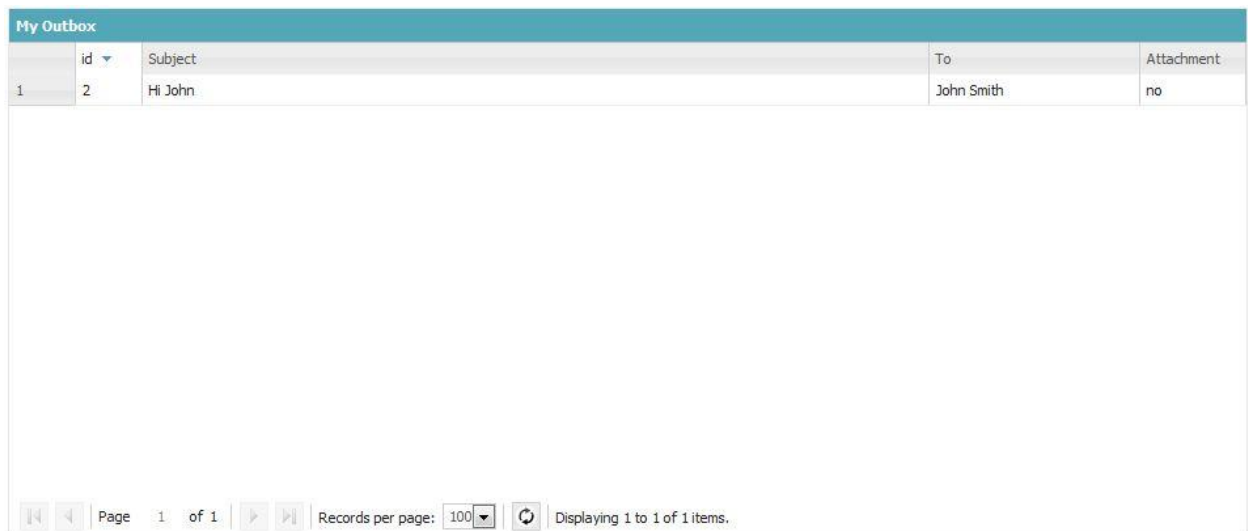 My Outbox
id Subject To Attachment
1 2 Hi John John Smith no
Page 1 of 1 Records per page: 100 Displaying 1 to 1 of 1 items.